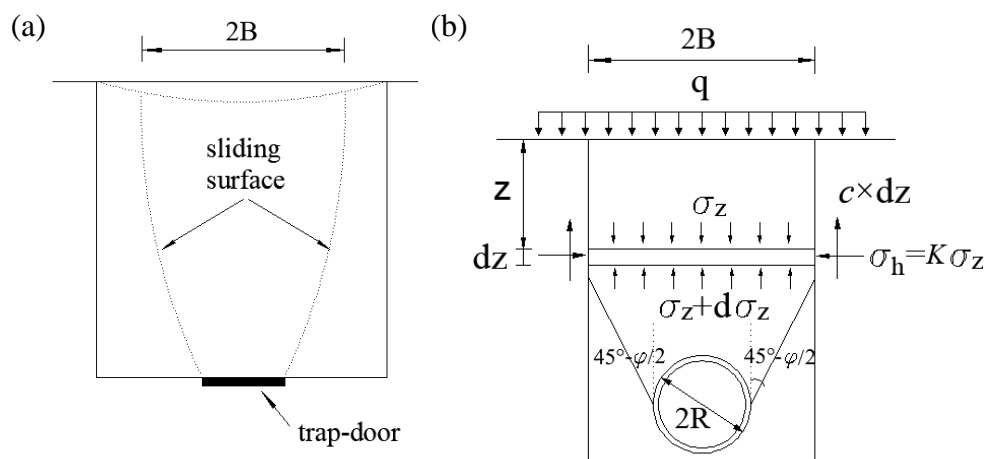 (a)
2B
sliding
surface
trap-door
(b)
2B
q
z
σz
c×dz
dz
σh=Kσz
σz+dσz
45°-φ/2
45°-φ/2
2R